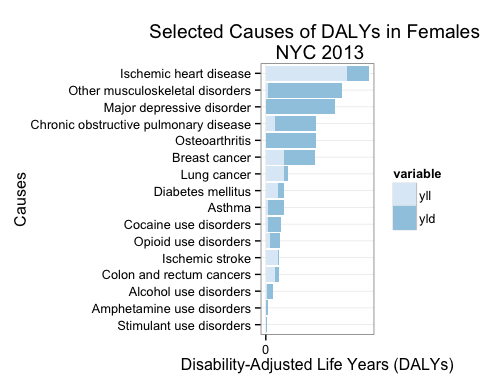 Selected Causes of DALYs in Females
NYC 2013
Causes
Ischemic heart disease
Other musculoskeletal disorders
Major depressive disorder
Chronic obstructive pulmonary disease
Osteoarthritis
Breast cancer
Lung cancer
Diabetes mellitus
Asthma
Cocaine use disorders
Opioid use disorders
Ischemic stroke
Colon and rectum cancers
Alcohol use disorders
Amphetamine use disorders
Stimulant use disorders
0
Disability-Adjusted Life Years (DALYs)
variable
yll
yld